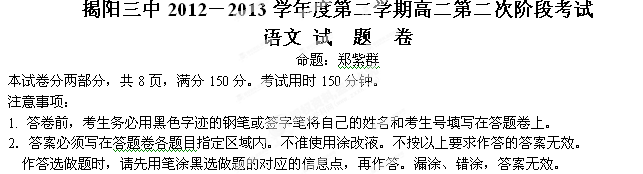 揭阳三中 2012－2013 学年度第二学期高二第二次阶段考试
语文 试 题 卷
命题：郑紫群
本试卷分两部分，共 8 页，满分 150 分。考试用时 150 分钟。
注意事项：
1. 答卷前，考生务必用黑色字迹的钢笔或签字笔将自己的姓名和考生号填写在答题卷上。
2. 答案必须写在答题卷各题目指定区域内。不准使用涂改液。不按以上要求作答的答案无效。
作答选做题时，请先用笔涂黑选做题的对应的信息点，再作答。漏涂、错涂，答案无效。